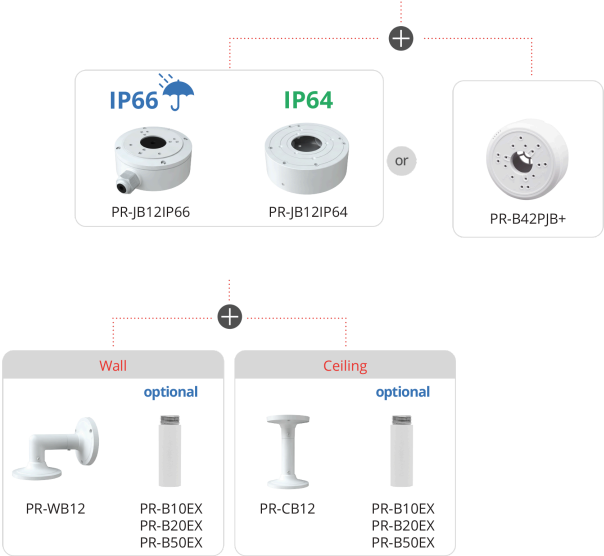 IP66
IP64
PR-JB12IP66
PR-JB12IP64
or
PR-B42PJB+
Wall
Ceiling
optional
optional
PR-WB12
PR-B10EX
PR-B20EX
PR-B50EX
PR-CB12
PR-B10EX
PR-B20EX
PR-B50EX